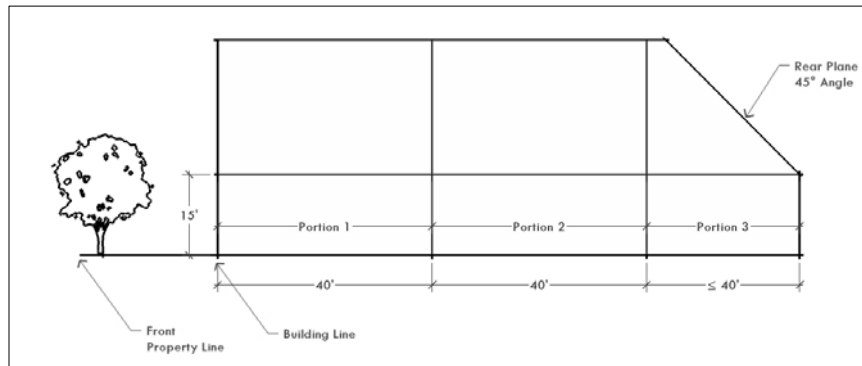 Rear Plane
45° Angle
15'
Portion 1
Portion 2
Portion 3
40'
40'
≤ 40'
Front
Property Line
Building Line